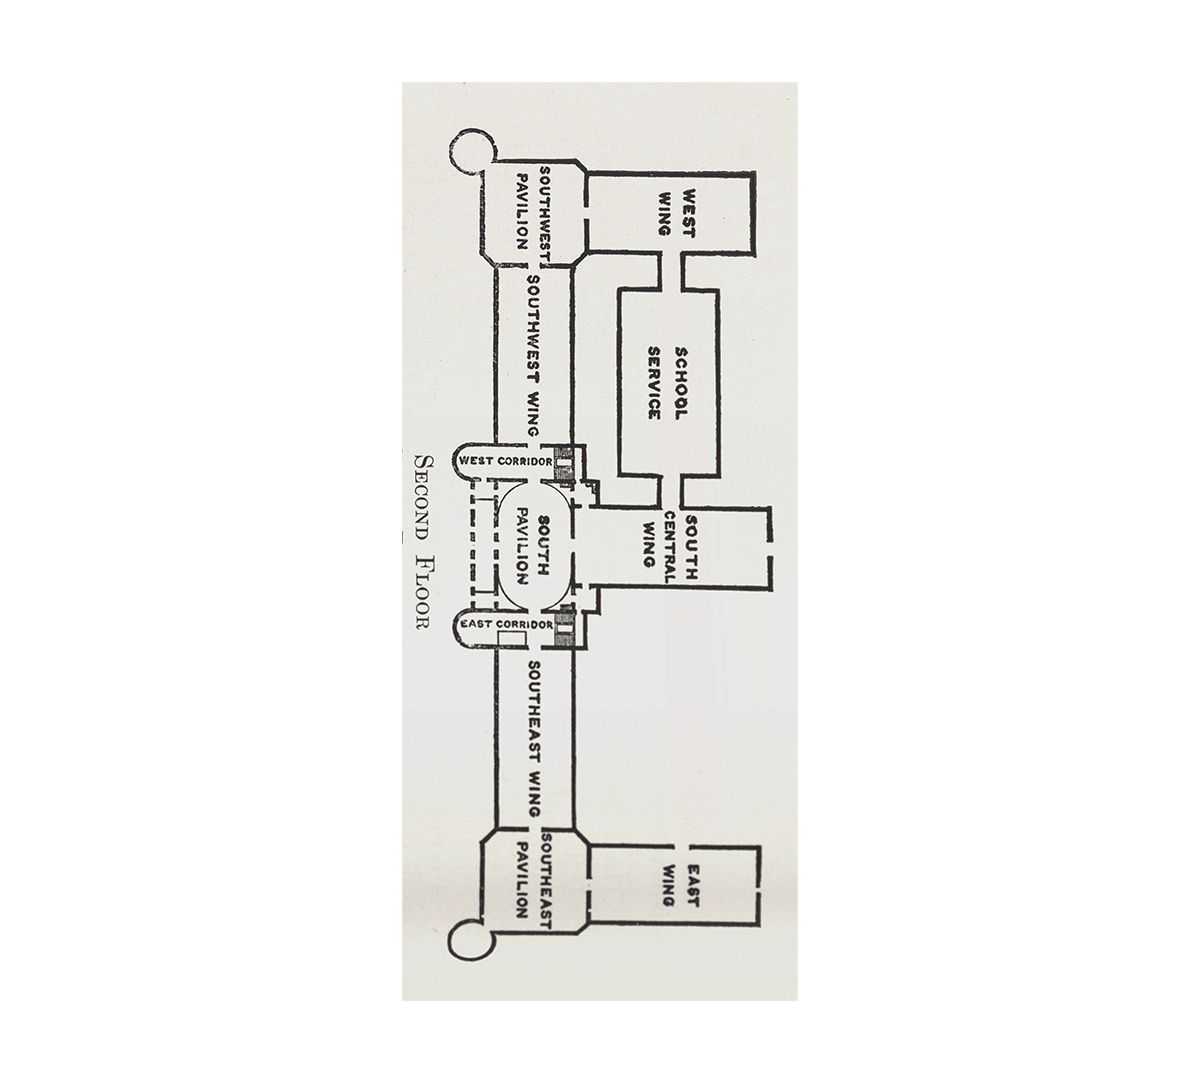 WEST
WING
SOUTHWEST
PAVILION
SOUTHWEST WING
SCHOOL
SERVICE
WEST CORRIDOR
SOUTH
CENTRAL
WING
SOUTH
PAVILION
EAST CORRIDOR
SOUTHEAST WING
EAST
WING
SOUTHEAST
PAVILION
SECOND FLOOR